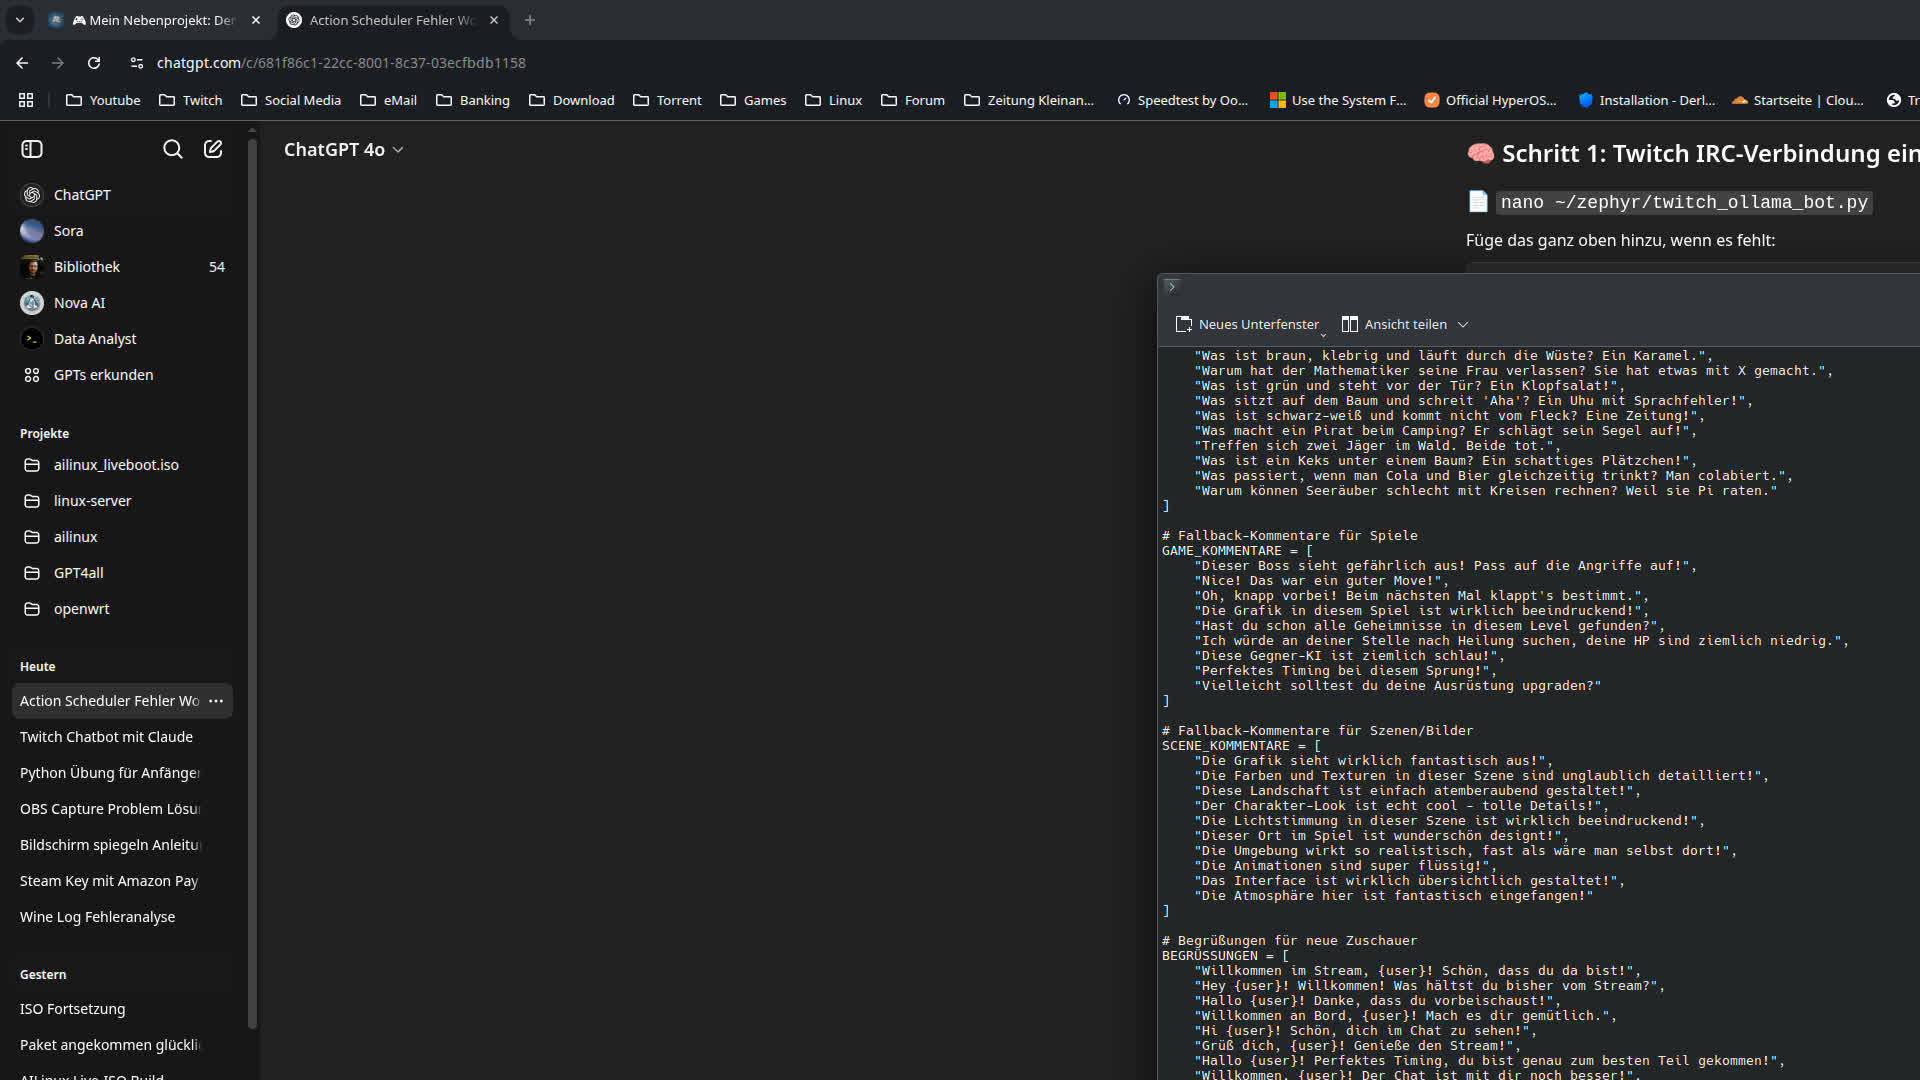 🎮 Mein Nebenprojekt: Der
Action Scheduler Fehler Wo
chatgpt.com/c/681f86c1-22cc-8001-8c37-03ecfbdb1158
Youtube
Twitch
Social Media
eMail
Banking
Download
Torrent
Games
Linux
Forum
Zeitung Kleinan...
Speedtest by Oo...
Use the System F...
Official HyperOS...
Installation - Derl...
Startseite | Clou...
Tr
ChatGPT
Sora
Bibliothek 54
Nova AI
Data Analyst
GPTs erkunden
Projekte
ailinux_liveboot.iso
linux-server
ailinux
GPT4all
openwrt
Heute
Action Scheduler Fehler Wo
Twitch Chatbot mit Claude
Python Übung für Anfänger
OBS Capture Problem Lösu
Bildschirm spiegeln Anleitu
Steam Key mit Amazon Pay
Wine Log Fehleranalyse
Gestern
ISO Fortsetzung
Paket angekommen glückli
AILinux Live ISO Build
ChatGPT 4o
🧠 Schritt 1: Twitch IRC-Verbindung ein
📄 nano ~/zephyr/twitch_ollama_bot.py
Füge das ganz oben hinzu, wenn es fehlt:
Neues Unterfenster
Ansicht teilen
"Was ist braun, klebrig und läuft durch die Wüste? Ein Karamel.",
"Warum hat der Mathematiker seine Frau verlassen? Sie hat etwas mit X gemacht.",
"Was ist grün und steht vor der Tür? Ein Klopfsalat!",
"Was sitzt auf dem Baum und schreit 'Aha'? Ein Uhu mit Sprachfehler!",
"Was ist schwarz-weiß und kommt nicht vom Fleck? Eine Zeitung!",
"Was macht ein Pirat beim Camping? Er schlägt sein Segel auf!",
"Treffen sich zwei Jäger im Wald. Beide tot.",
"Was ist ein Keks unter einem Baum? Ein schattiges Plätzchen!",
"Was passiert, wenn man Cola und Bier gleichzeitig trinkt? Man colabiert.",
"Warum können Seeräuber schlecht mit Kreisen rechnen? Weil sie Pi raten."
]
# Fallback-Kommentare für Spiele
GAME_KOMMENTARE = [
"Dieser Boss sieht gefährlich aus! Pass auf die Angriffe auf!",
"Nice! Das war ein guter Move!",
"Oh, knapp vorbei! Beim nächsten Mal klappt's bestimmt.",
"Die Grafik in diesem Spiel ist wirklich beeindruckend!",
"Hast du schon alle Geheimnisse in diesem Level gefunden?",
"Ich würde an deiner Stelle nach Heilung suchen, deine HP sind ziemlich niedrig.",
"Diese Gegner-KI ist ziemlich schlau!",
"Perfektes Timing bei diesem Sprung!",
"Vielleicht solltest du deine Ausrüstung upgraden?"
]
# Fallback-Kommentare für Szenen/Bilder
SCENE_KOMMENTARE = [
"Die Grafik sieht wirklich fantastisch aus!",
"Die Farben und Texturen in dieser Szene sind unglaublich detailliert!",
"Diese Landschaft ist einfach atemberaubend gestaltet!",
"Der Charakter-Look ist echt cool - tolle Details!",
"Die Lichtstimmung in dieser Szene ist wirklich beeindruckend!",
"Dieser Ort im Spiel ist wunderschön designt!",
"Die Umgebung wirkt so realistisch, fast als wäre man selbst dort!",
"Die Animationen sind super flüssig!",
"Das Interface ist wirklich übersichtlich gestaltet!",
"Die Atmosphäre hier ist fantastisch eingefangen!"
]
# Begrüßungen für neue Zuschauer
BEGRÜSSUNGEN = [
"Willkommen im Stream, {user}! Schön, dass du da bist!",
"Hey {user}! Willkommen! Was hältst du bisher vom Stream?",
"Hallo {user}! Danke, dass du vorbeischaust!",
"Willkommen an Bord, {user}! Mach es dir gemütlich.",
"Hi {user}! Schön, dich im Chat zu sehen!",
"Grüß dich, {user}! Genieße den Stream!",
"Hallo {user}! Perfektes Timing, du bist genau zum besten Teil gekommen!",
"Willkommen, {user}! Der Chat ist mit dir noch besser!",